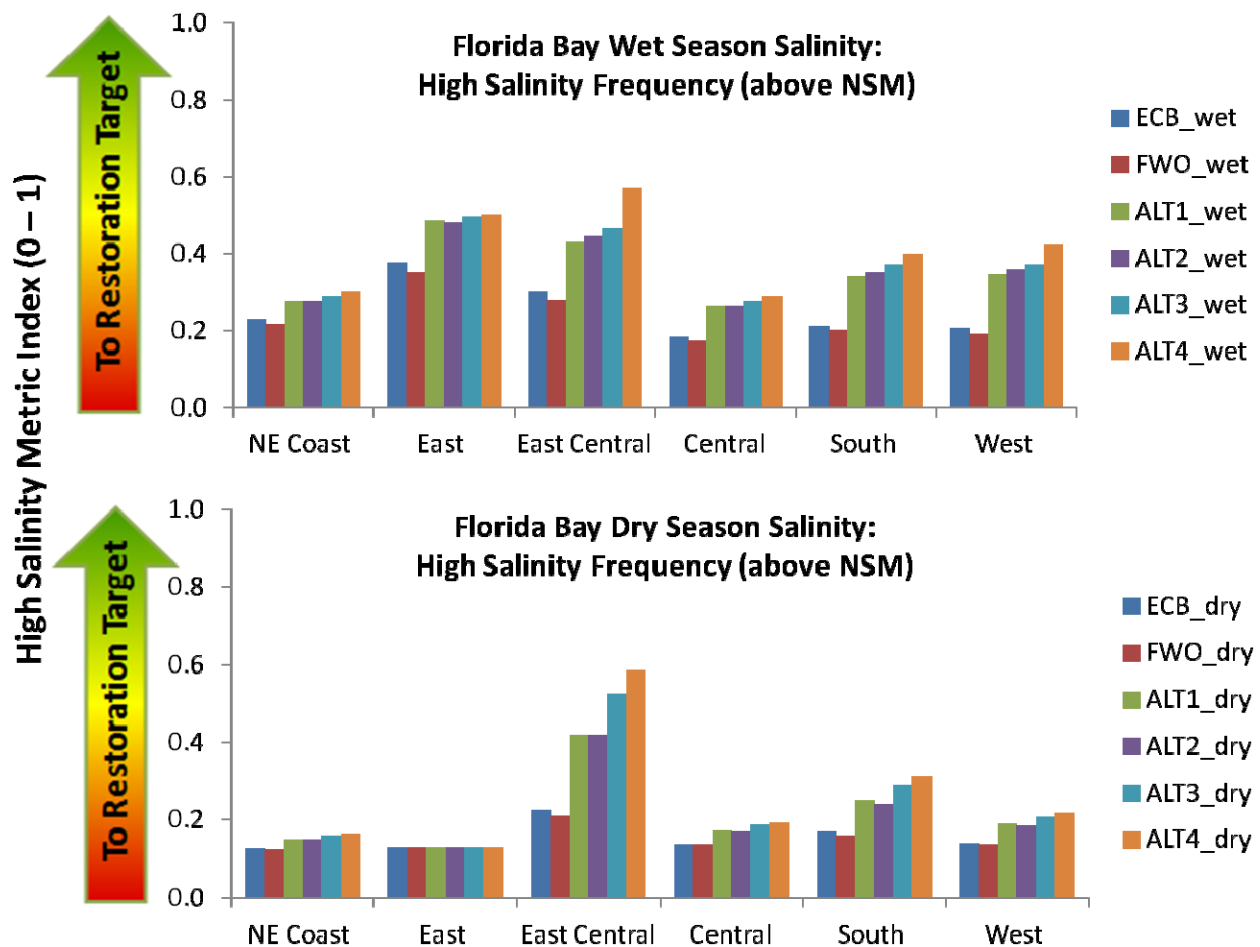 High Salinity Metric Index (0 – 1)
To Restoration Target
Florida Bay Wet Season Salinity:
High Salinity Frequency (above NSM)
1.0
0.8
0.6
0.4
0.2
0.0
NE Coast
East
East Central
Central
South
West
ECB_wet
FWO_wet
ALT1_wet
ALT2_wet
ALT3_wet
ALT4_wet
To Restoration Target
Florida Bay Dry Season Salinity:
High Salinity Frequency (above NSM)
1.0
0.8
0.6
0.4
0.2
0.0
NE Coast
East
East Central
Central
South
West
ECB_dry
FWO_dry
ALT1_dry
ALT2_dry
ALT3_dry
ALT4_dry